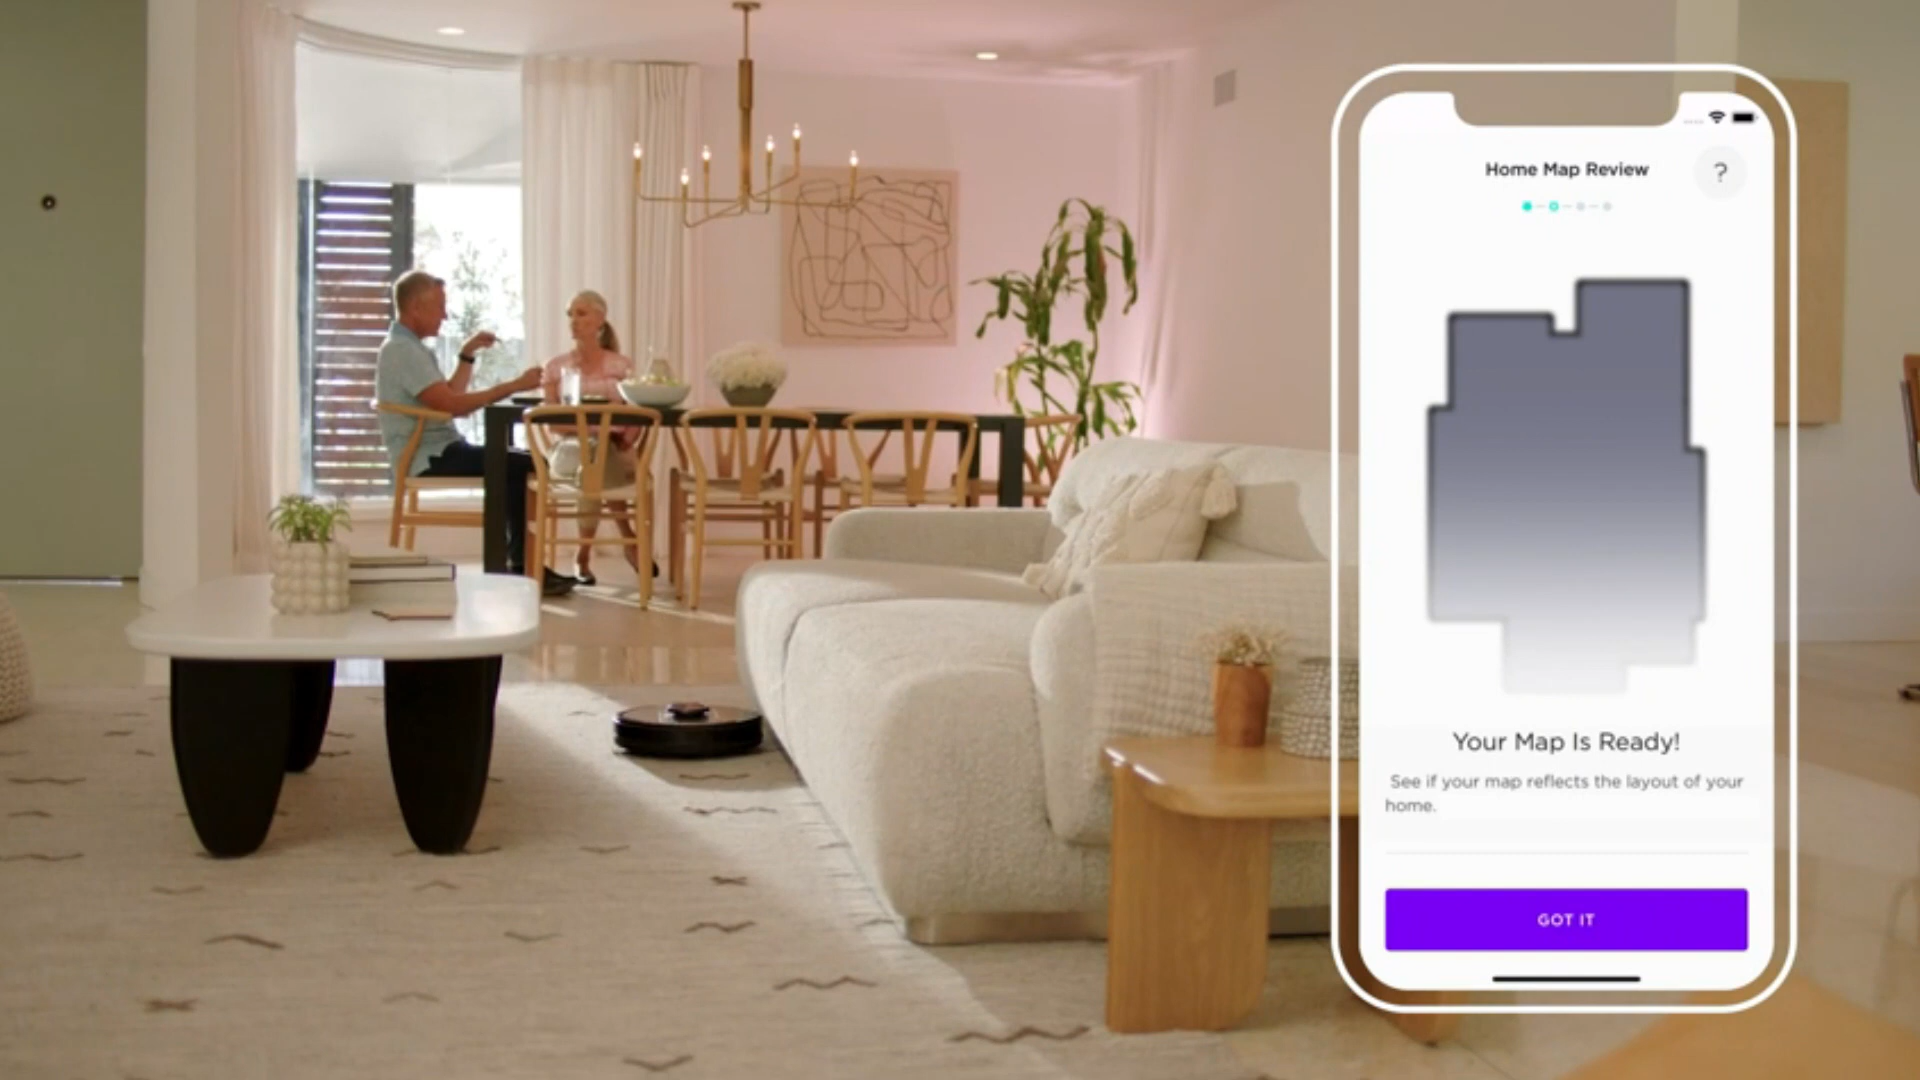 Home Map Review
?
Your Map Is Ready!
See if your map reflects the layout of your
home.
GOT IT